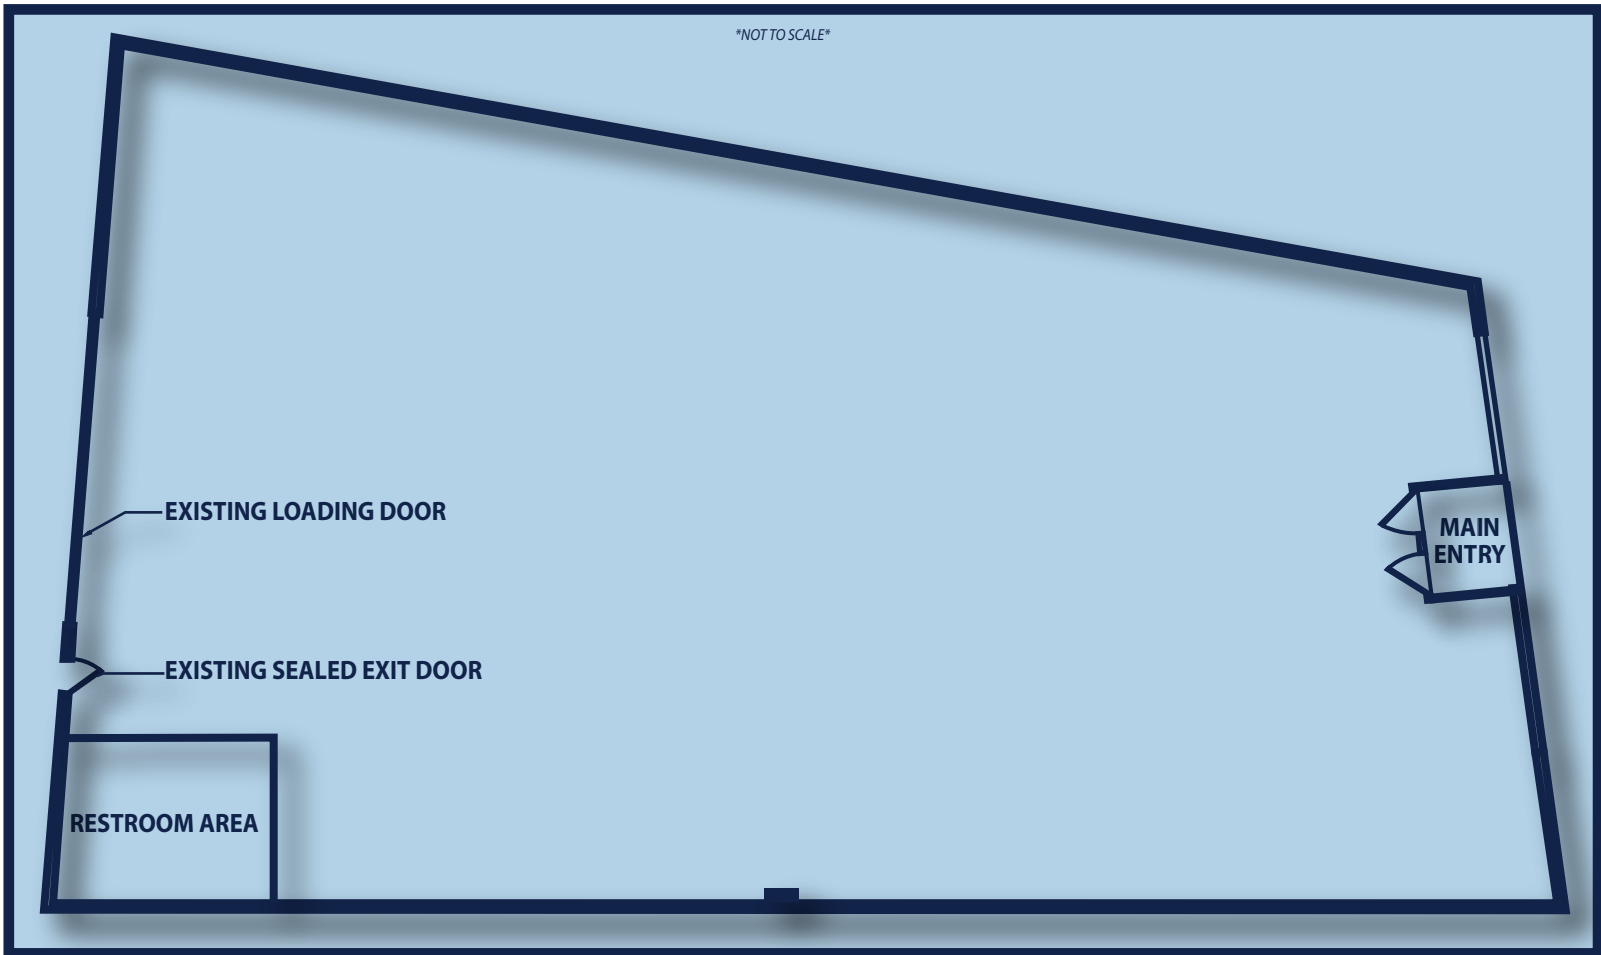 *NOT TO SCALE*
EXISTING LOADING DOOR
MAIN
ENTRY
EXISTING SEALED EXIT DOOR
RESTROOM AREA